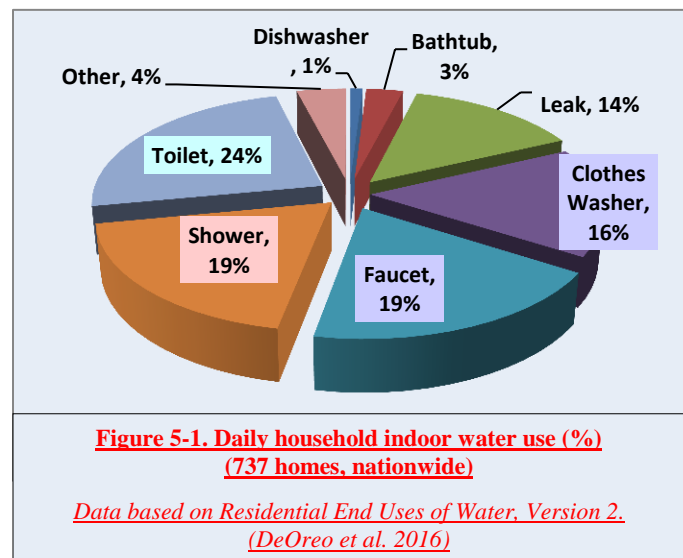 Dishwasher
, 1%
Bathtub,
3%
Other, 4%
Leak, 14%
Toilet, 24%
Clothes
Washer,
16%
Shower,
19%
Faucet,
19%
Figure 5-1. Daily household indoor water use (%)
(737 homes, nationwide)
Data based on Residential End Uses of Water, Version 2.
(DeOreo et al. 2016)